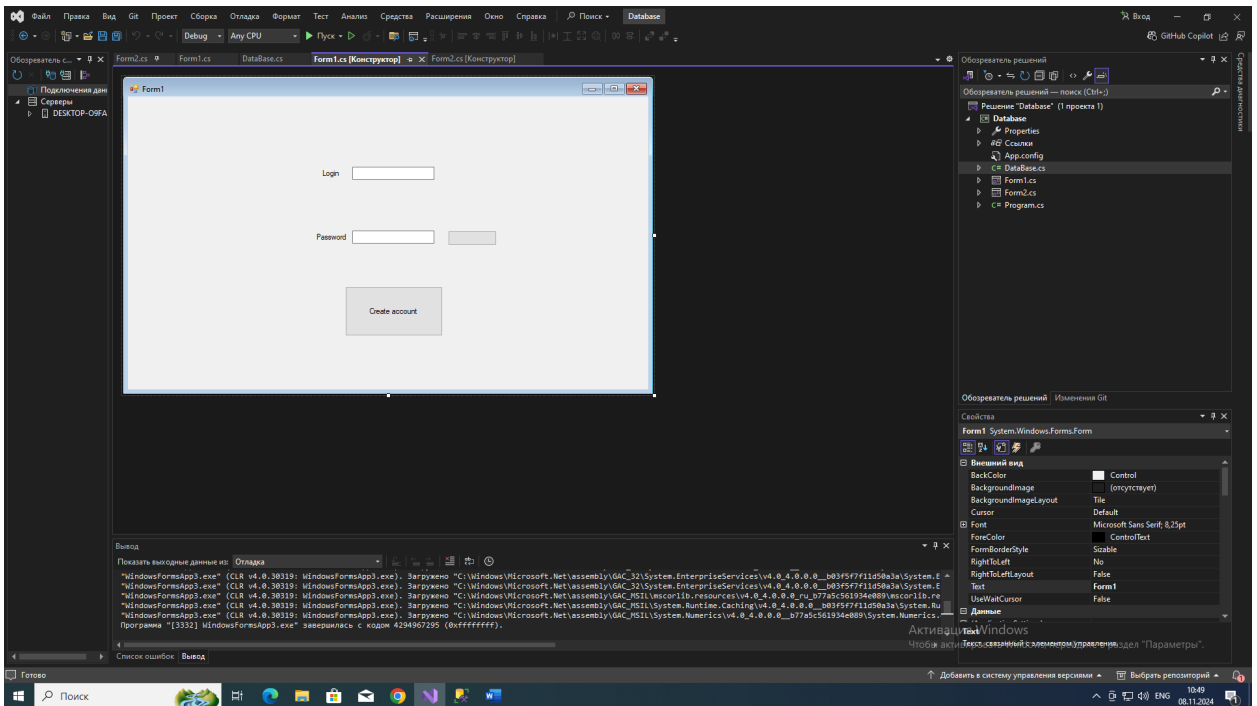 Файл Правка Вид Git Проект Сборка Отладка Формат Тест Анализ Средства Расширения Окно Справка Поиск Database Вход
Debug Any CPU Пуск GitHub Copilot
Обозреватель с...
Подключения дан
Серверы
DESKTOP-O9FA
Form2.cs Form1.cs DataBase.cs Form1.cs [Конструктор] Form2.cs [Конструктор]
Form1
Login
Password
Create account
Обозреватель решений
Обозреватель решений — поиск (Ctrl+;)
Решение "Database" (1 проекта 1)
Database
Properties
Ссылки
App.config
C# DataBase.cs
Form1.cs
Form2.cs
C# Program.cs
Средства диагностики
Обозреватель решений Изменения Git
Свойства
Form1 System.Windows.Forms.Form
Внешний вид
BackColor Control
BackgroundImage (отсутствует)
BackgroundImageLayout Tile
Cursor Default
Font Microsoft Sans Serif; 8,25pt
ForeColor ControlText
FormBorderStyle Sizable
RightToLeft No
RightToLeftLayout False
Text Form1
UseWaitCursor False
Данные
Text
Текст, связанный с элементом управления.
Вывод
Показать выходные данные из: Отладка
"WindowsFormsApp3.exe" (CLR v4.0.30319: WindowsFormsApp3.exe). Загружено "C:\Windows\Microsoft.Net\assembly\GAC_32\System.EnterpriseServices\v4.0_4.0.0.0__b03f5f7f11d50a3a\System.E
"WindowsFormsApp3.exe" (CLR v4.0.30319: WindowsFormsApp3.exe). Загружено "C:\Windows\Microsoft.Net\assembly\GAC_32\System.EnterpriseServices\v4.0_4.0.0.0__b03f5f7f11d50a3a\System.E
"WindowsFormsApp3.exe" (CLR v4.0.30319: WindowsFormsApp3.exe). Загружено "C:\Windows\Microsoft.Net\assembly\GAC_MSIL\mscorlib.resources\v4.0_4.0.0.0_ru_b77a5c561934e089\mscorlib.re
"WindowsFormsApp3.exe" (CLR v4.0.30319: WindowsFormsApp3.exe). Загружено "C:\Windows\Microsoft.Net\assembly\GAC_MSIL\System.Runtime.Caching\v4.0_4.0.0.0__b03f5f7f11d50a3a\System.Ru
"WindowsFormsApp3.exe" (CLR v4.0.30319: WindowsFormsApp3.exe). Загружено "C:\Windows\Microsoft.Net\assembly\GAC_MSIL\System.Numerics\v4.0_4.0.0.0__b77a5c561934e089\System.Numerics.
Программа "[3332] WindowsFormsApp3.exe" завершилась с кодом 4294967295 (0xffffffff).
Список ошибок Вывод
Активация Windows
раздел "Параметры".
Готово Добавить в систему управления версиями Выбрать репозиторий
Поиск ENG 10:49
08.11.2024